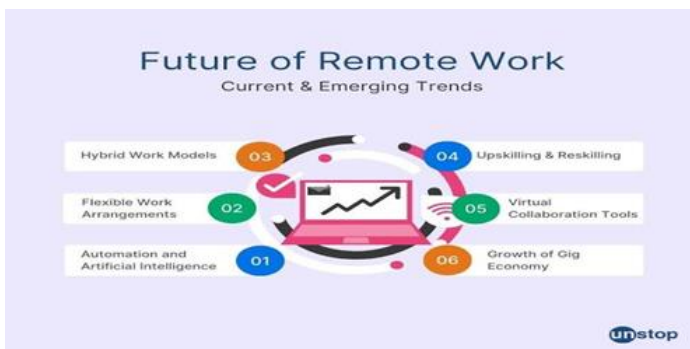 Future of Remote Work
Current & Emerging Trends
Hybrid Work Models
03
04
Upskilling & Reskilling
Flexible Work
Arrangements
02
05
Virtual
Collaboration Tools
Automation and
Artificial Intelligence
01
06
Growth of Gig
Economy
unstop